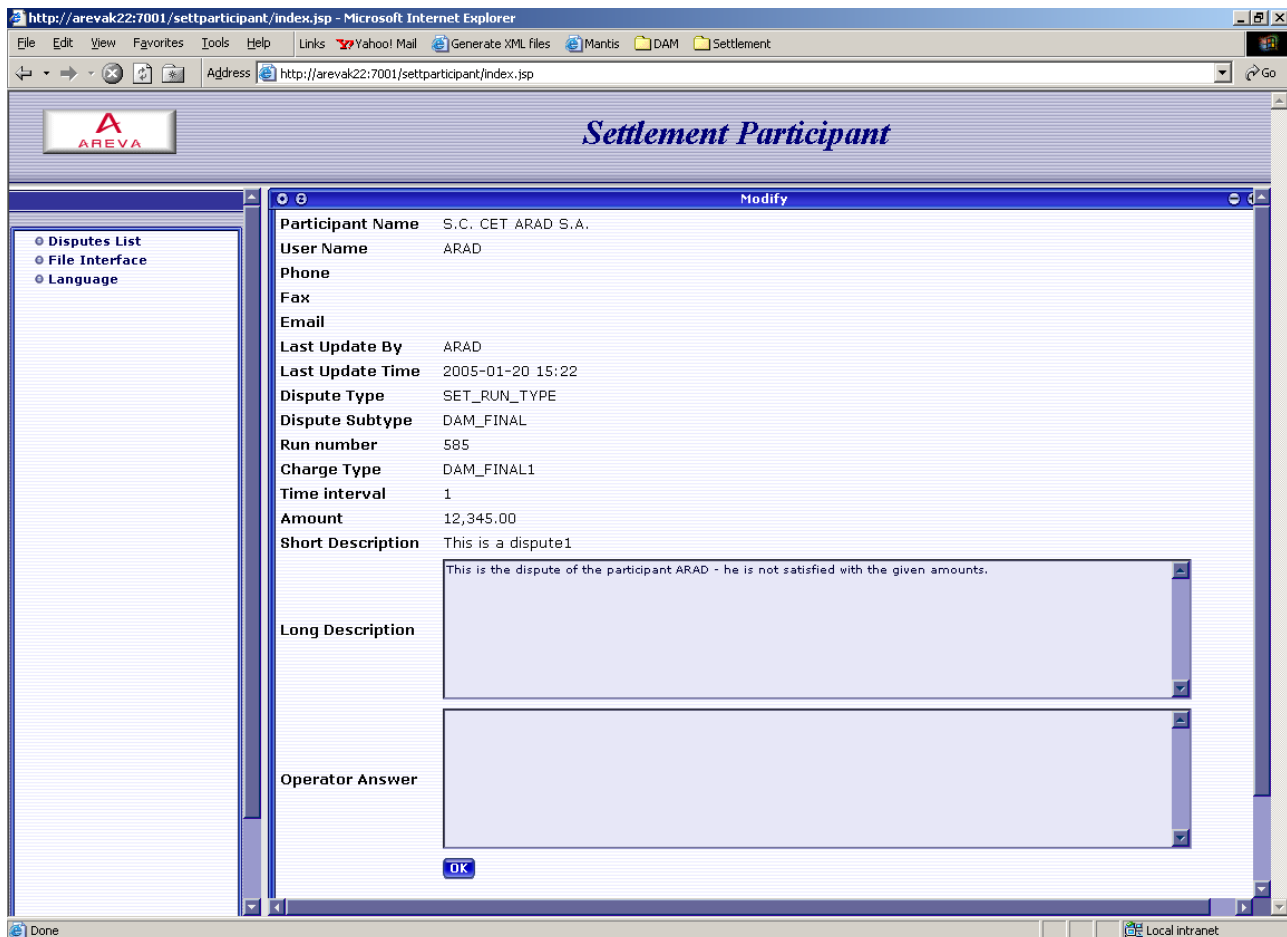 http://arevak22:7001/settparticipant/index.jsp - Microsoft Internet Explorer
File Edit View Favorites Tools Help Links Yahoo! Mail Generate XML files Mantis DAM Settlement
Address http://arevak22:7001/settparticipant/index.jsp Go
AREVA
Settlement Participant
Disputes List
File Interface
Language
Modify
Participant Name S.C. CET ARAD S.A.
User Name ARAD
Phone
Fax
Email
Last Update By ARAD
Last Update Time 2005-01-20 15:22
Dispute Type SET_RUN_TYPE
Dispute Subtype DAM_FINAL
Run number 585
Charge Type DAM_FINAL1
Time interval 1
Amount 12,345.00
Short Description This is a dispute1
This is the dispute of the participant ARAD - he is not satisfied with the given amounts.
Long Description
Operator Answer
OK
Done Local intranet